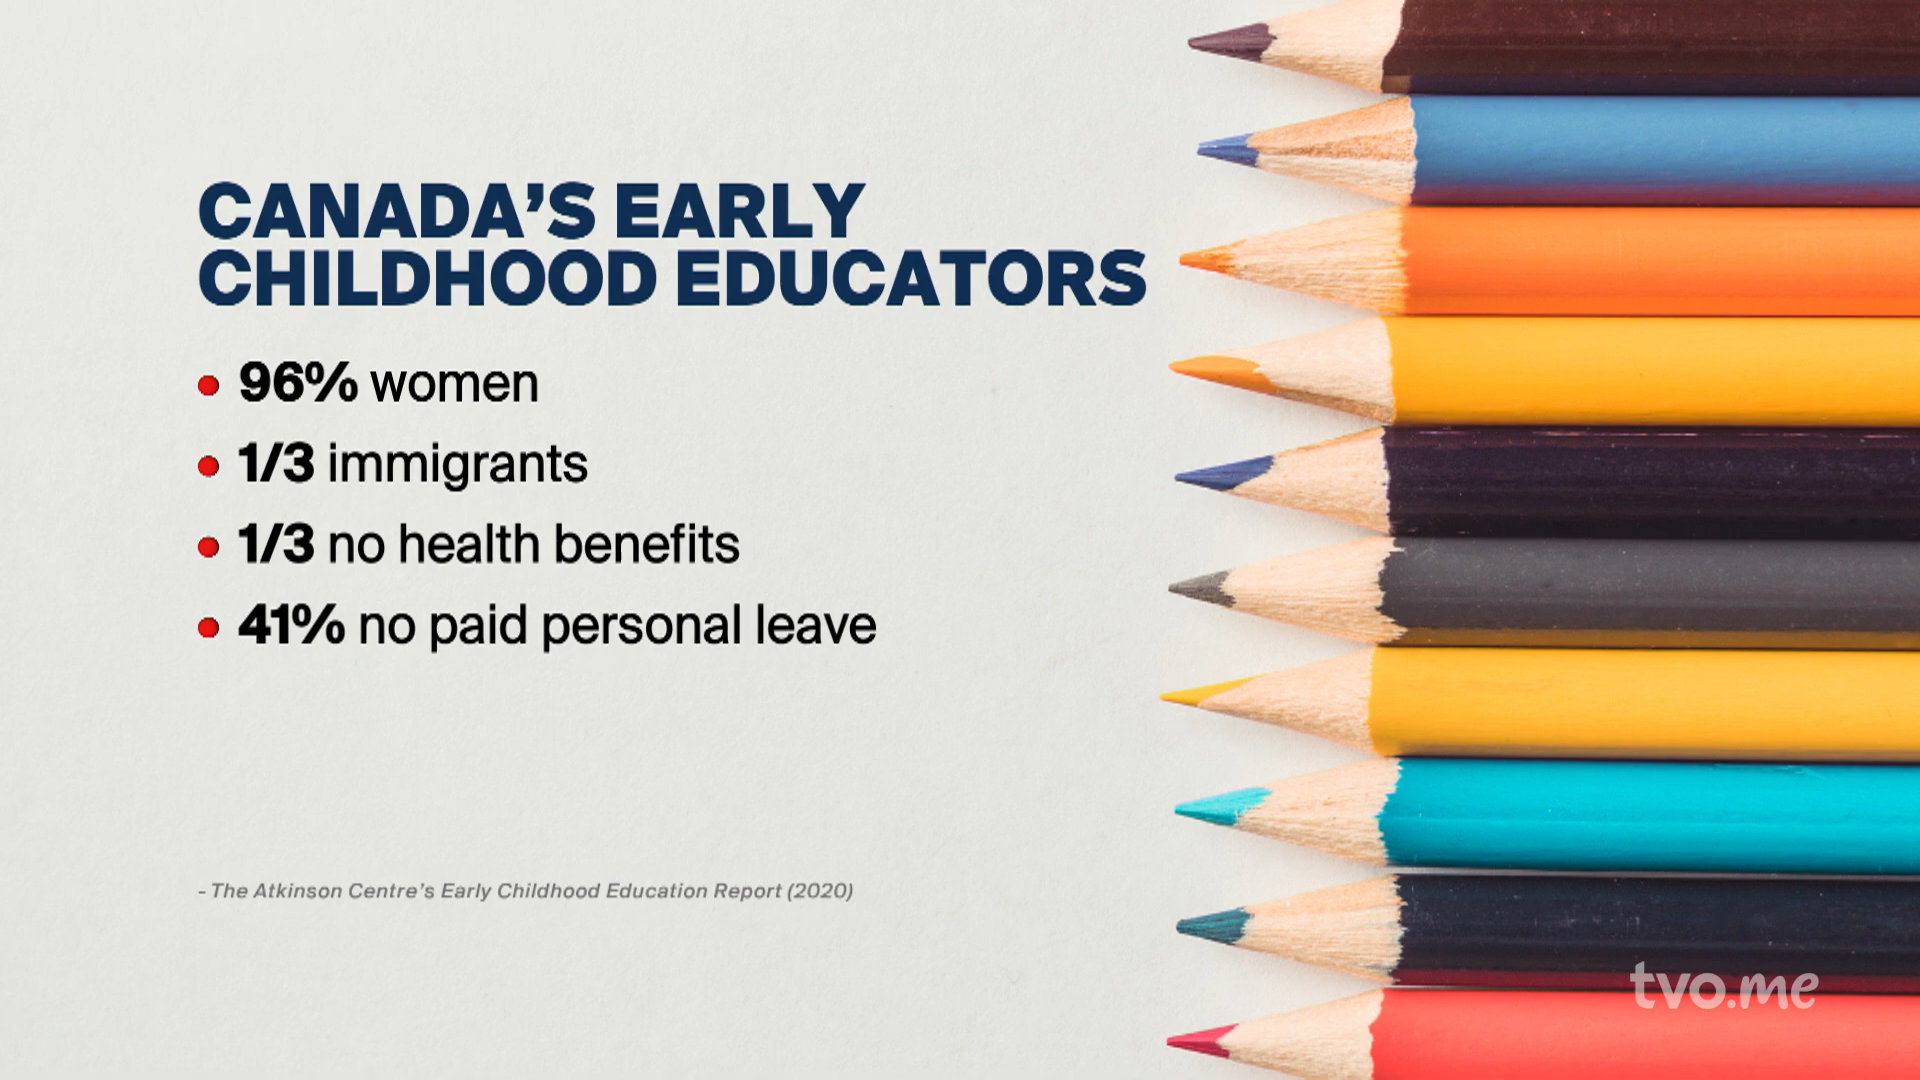 CANADA’S EARLY
CHILDHOOD EDUCATORS
• 96% women
• 1/3 immigrants
• 1/3 no health benefits
• 41% no paid personal leave
- The Atkinson Centre’s Early Childhood Education Report (2020)
tvo.me